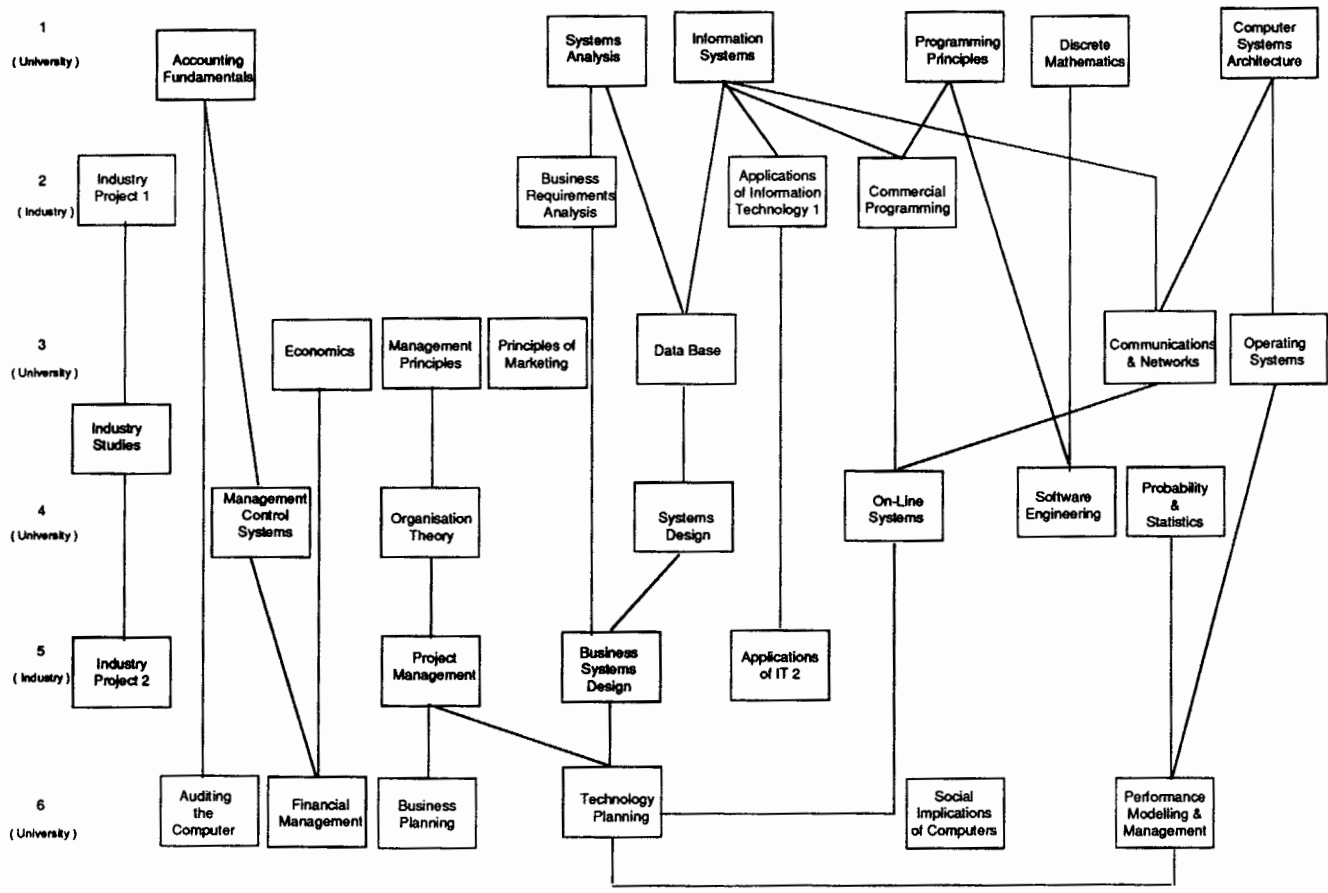 1
( University )
Accounting
Fundamentals
Systems
Analysis
Information
Systems
Programming
Principles
Discrete
Mathematics
Computer
Systems
Architecture
2
( Industry )
Industry
Project 1
Business
Requirements
Analysis
Applications
of Information
Technology 1
Commercial
Programming
3
( University )
Economics
Management
Principles
Principles of
Marketing
Data Base
Communications
& Networks
Operating
Systems
Industry
Studies
4
( University )
Management
Control
Systems
Organisation
Theory
Systems
Design
On-Line
Systems
Software
Engineering
Probability
&
Statistics
5
( Industry )
Industry
Project 2
Project
Management
Business
Systems
Design
Applications
of IT 2
6
( University )
Auditing
the
Computer
Financial
Management
Business
Planning
Technology
Planning
Social
Implications
of Computers
Performance
Modelling &
Management